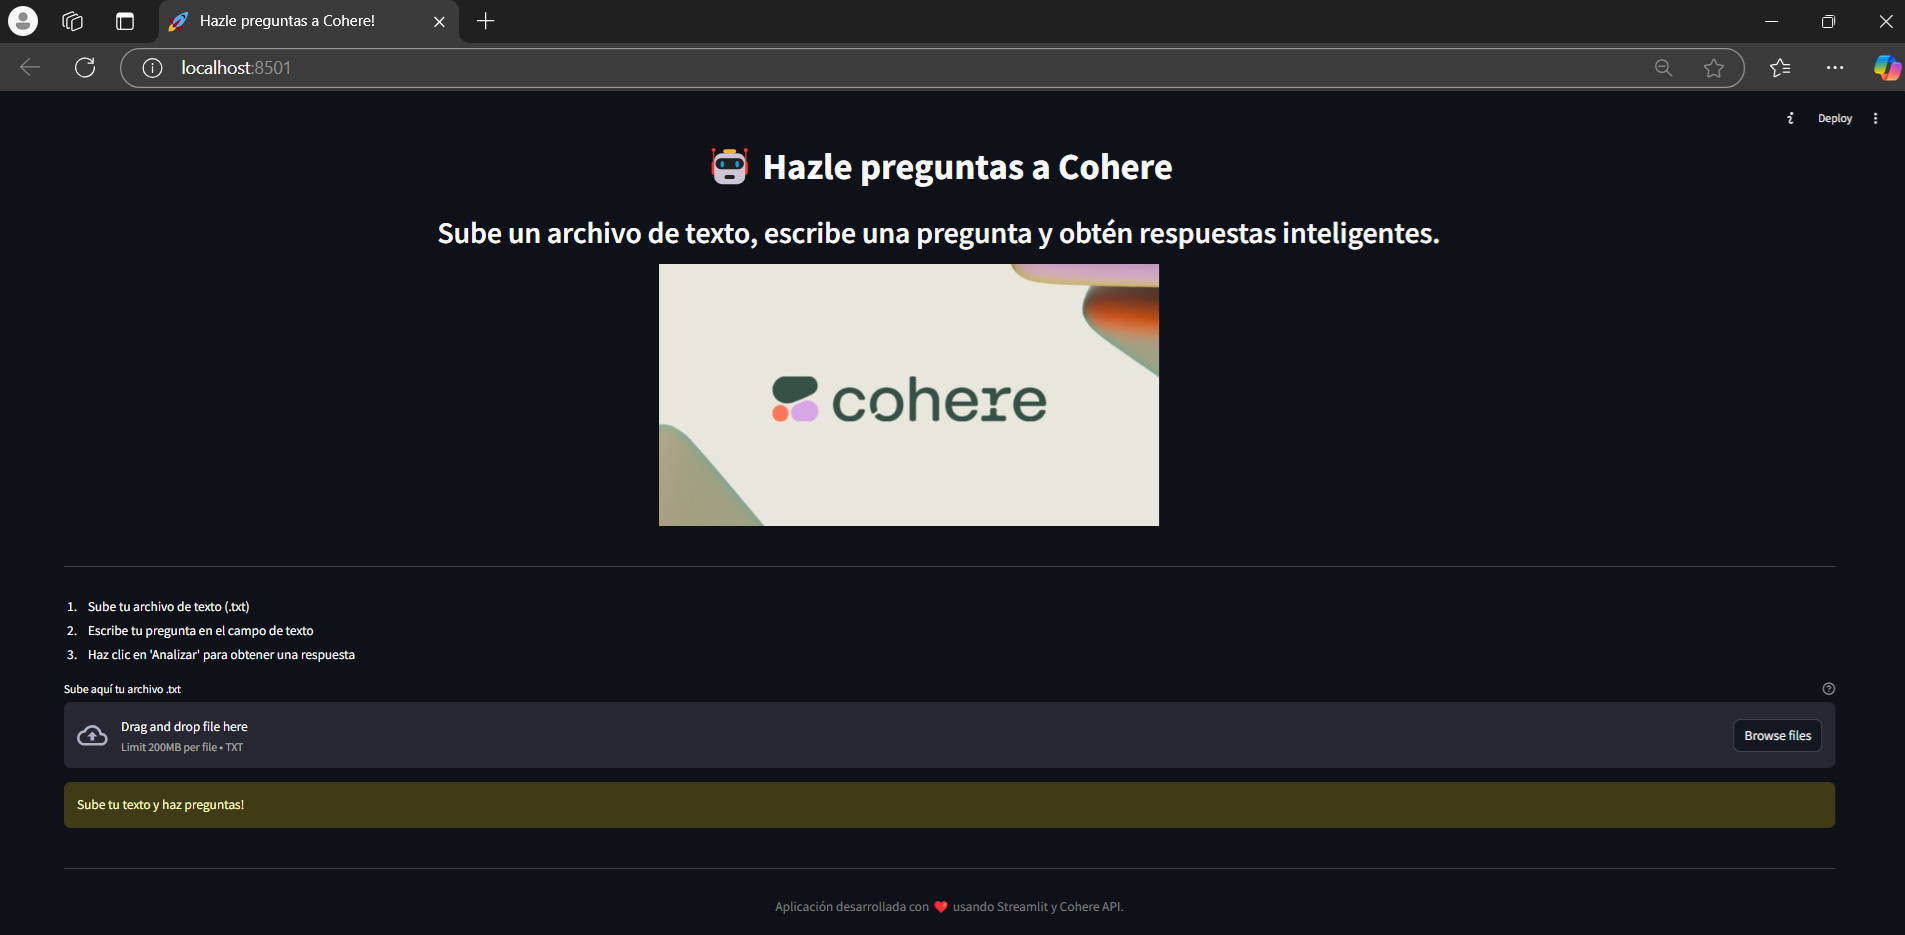 Hazle preguntas a Cohere!
localhost:8501
Deploy
Hazle preguntas a Cohere
Sube un archivo de texto, escribe una pregunta y obtén respuestas inteligentes.
cohere
1. Sube tu archivo de texto (.txt)
2. Escribe tu pregunta en el campo de texto
3. Haz clic en 'Analizar' para obtener una respuesta
Sube aquí tu archivo .txt
Drag and drop file here
Limit 200MB per file • TXT
Browse files
Sube tu texto y haz preguntas!
Aplicación desarrollada con ❤️ usando Streamlit y Cohere API.